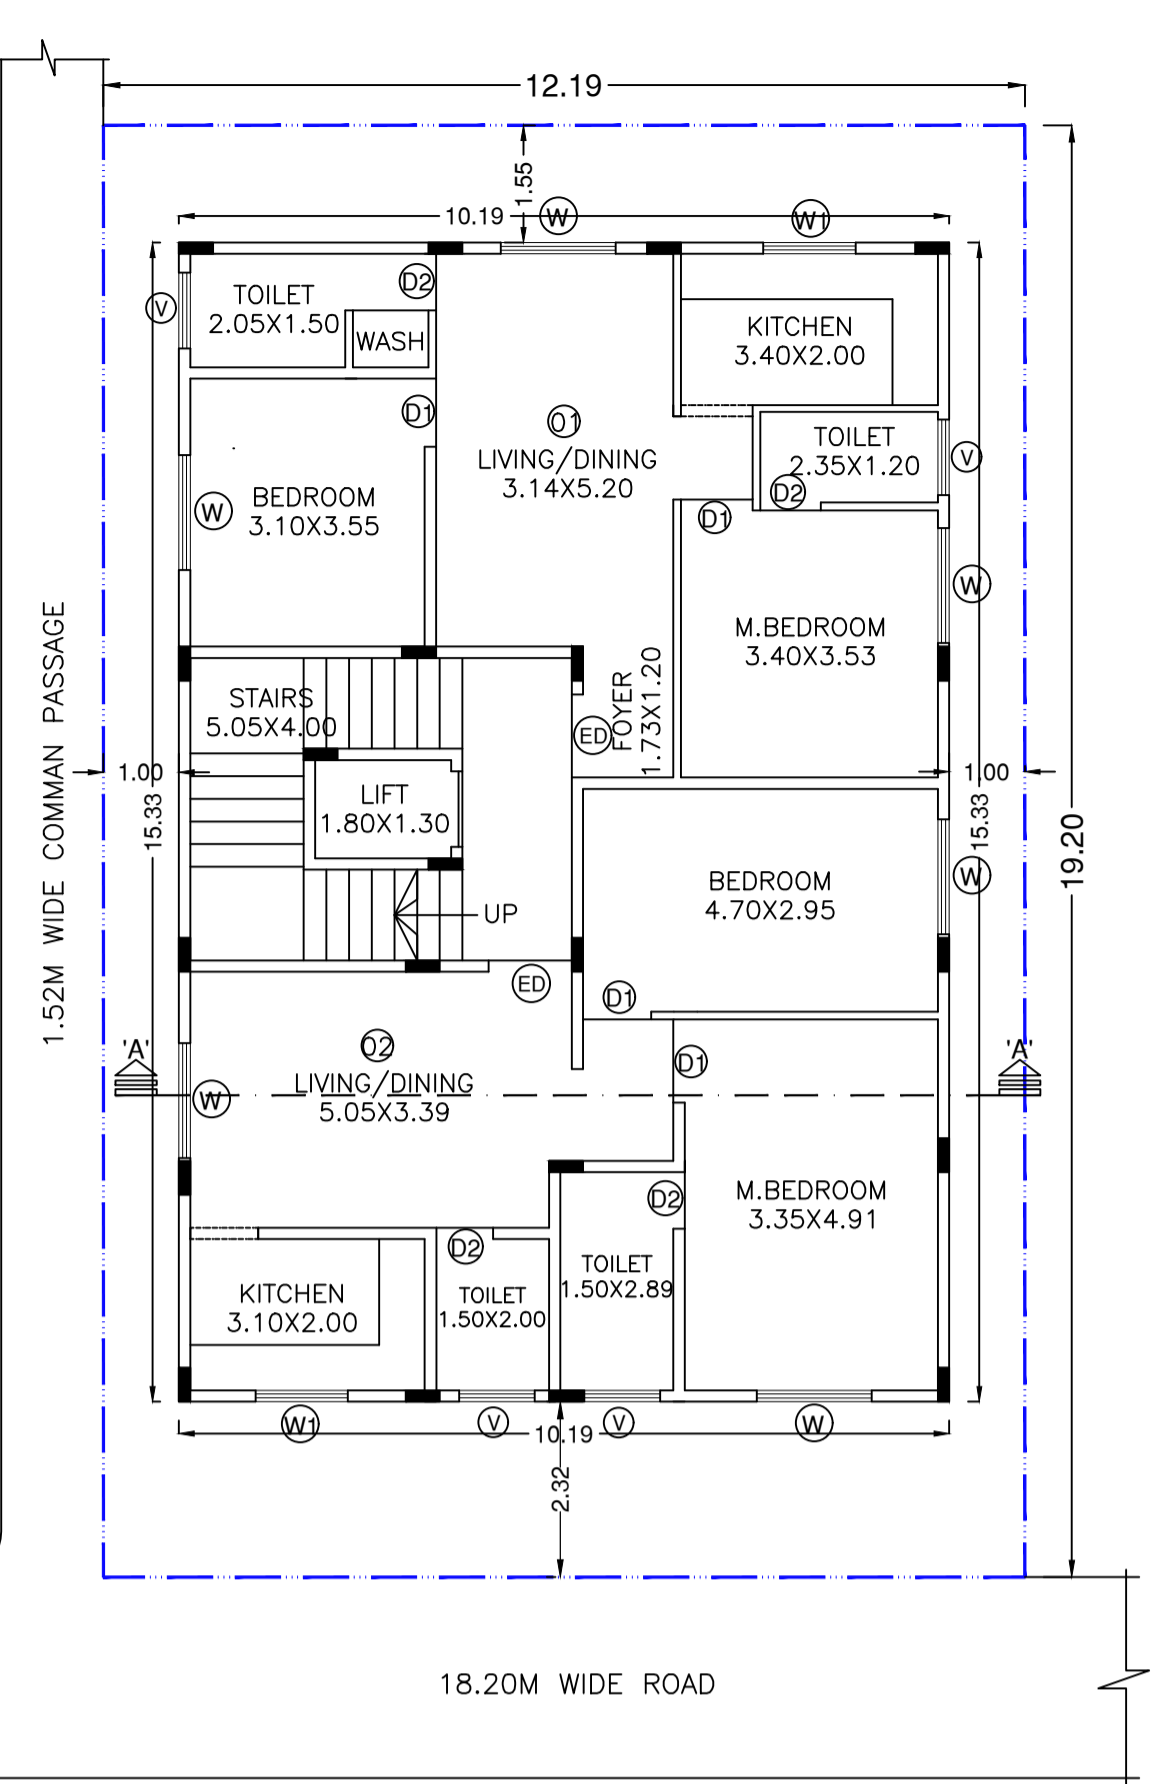 12.19
1.55
10.19
W
W1
TOILET
2.05X1.50
D2
WASH
V
KITCHEN
3.40X2.00
D1
01
LIVING/DINING
3.14X5.20
TOILET
2.35X1.20
V
D2
D1
BEDROOM
3.10X3.55
W
W
M.BEDROOM
3.40X3.53
STAIRS
5.05X4.00
FOYER
1.73X1.20
ED
1.52M WIDE COMMAN PASSAGE
1.00
15.33
LIFT
1.80X1.30
1.00
15.33
19.20
BEDROOM
4.70X2.95
W
UP
ED
D1
02
LIVING/DINING
5.05X3.39
D1
'A'
'A'
W
M.BEDROOM
3.35X4.91
D2
D2
TOILET
1.50X2.89
KITCHEN
3.10X2.00
TOILET
1.50X2.00
W1
V
V
W
10.19
2.32
18.20M WIDE ROAD